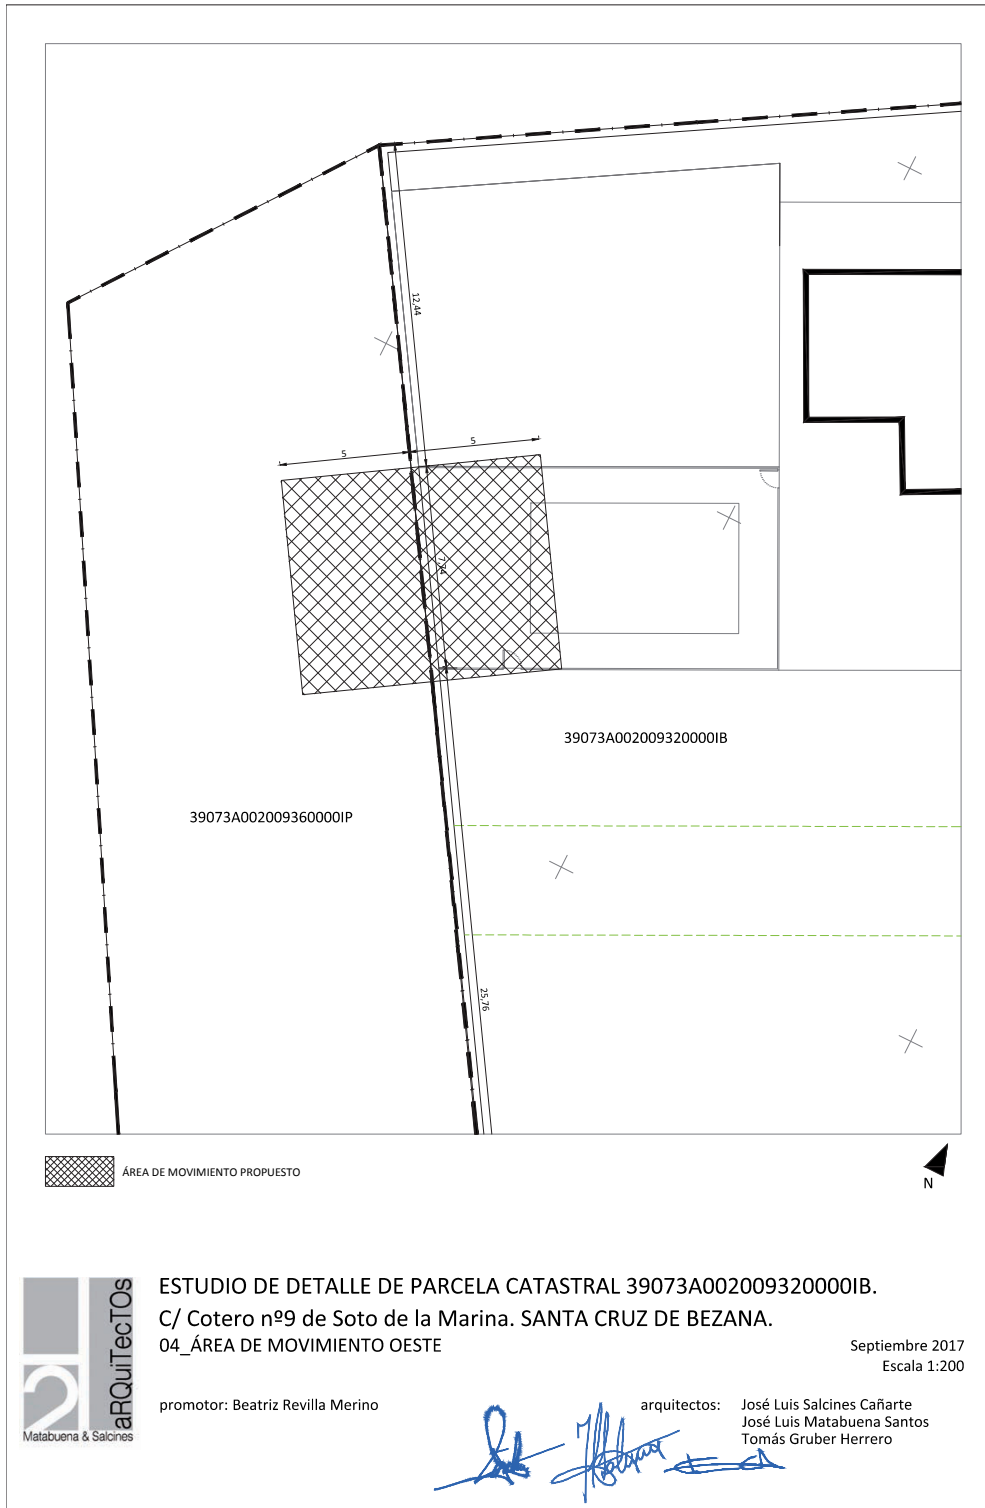 12,44
5
5
7,74
39073A002009320000IB
39073A002009360000IP
25,76
ÁREA DE MOVIMIENTO PROPUESTO
N
ESTUDIO DE DETALLE DE PARCELA CATASTRAL 39073A002009320000IB.
C/ Cotero nº9 de Soto de la Marina. SANTA CRUZ DE BEZANA.
04_ÁREA DE MOVIMIENTO OESTE
Septiembre 2017
Escala 1:200
promotor: Beatriz Revilla Merino
arquitectos: José Luis Salcines Cañarte
José Luis Matabuena Santos
Tomás Gruber Herrero
aRQuiTecTOs
Matabuena & Salcines